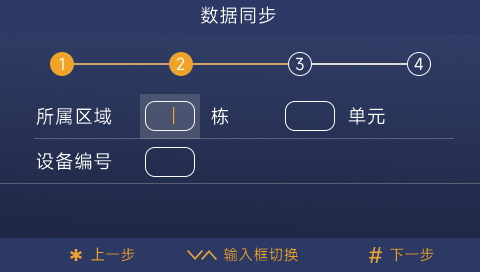 数据同步
1 2 3 4
所属区域 栋 单元
设备编号
* 上一步 输入框切换 # 下一步